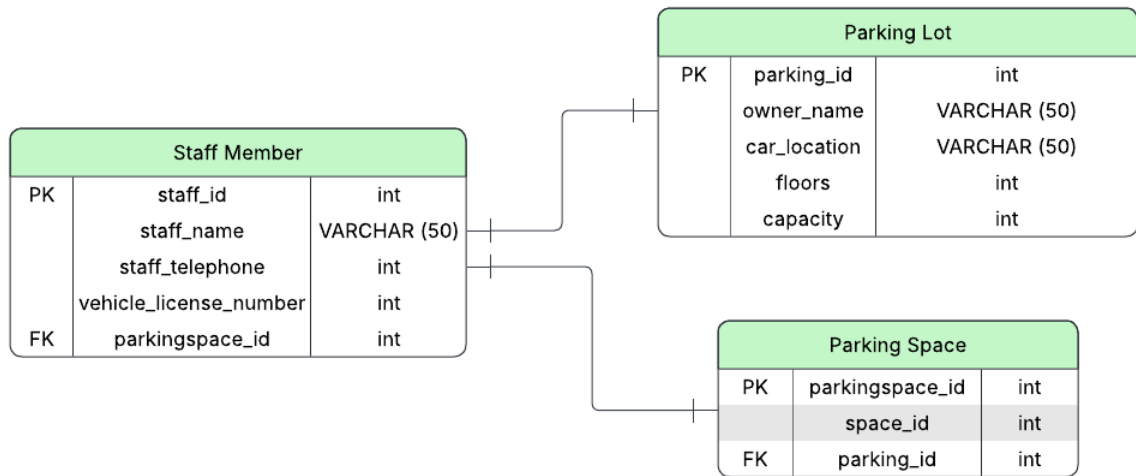 Parking Lot
PK parking_id int
owner_name VARCHAR (50)
car_location VARCHAR (50)
floors int
capacity int
Staff Member
PK staff_id int
staff_name VARCHAR (50)
staff_telephone int
vehicle_license_number int
FK parkingspace_id int
Parking Space
PK parkingspace_id int
space_id int
FK parking_id int